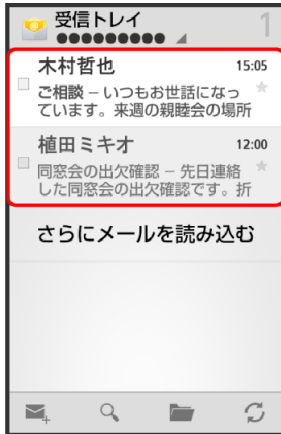 受信トレイ
1
●●●●●●●●●
木村哲也 15:05
ご相談 – いつもお世話になっ
ています。来週の親睦会の場所
植田ミキオ 12:00
同窓会の出欠確認 – 先日連絡
した同窓会の出欠確認です。折
さらにメールを読み込む